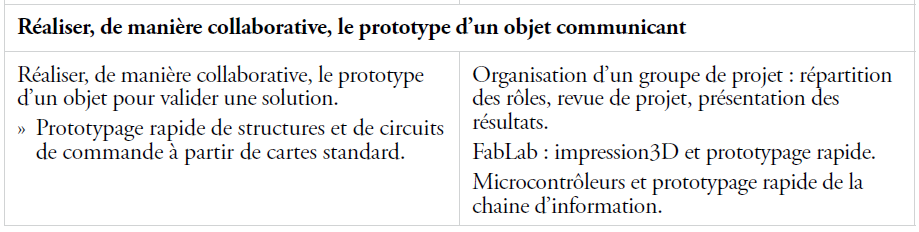 Réaliser, de manière collaborative, le prototype d’un objet communicant
Réaliser, de manière collaborative, le prototype
d’un objet pour valider une solution.
» Prototypage rapide de structures et de circuits
de commande à partir de cartes standard.
Organisation d’un groupe de projet : répartition
des rôles, revue de projet, présentation des
résultats.
FabLab : impression3D et prototypage rapide.
Microcontrôleurs et prototypage rapide de la
chaine d’information.